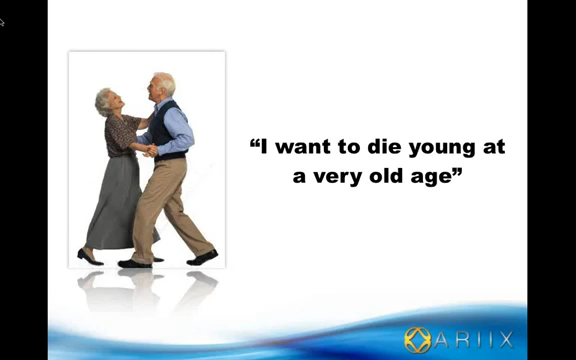 “I want to die young at
a very old age”
ARIIX